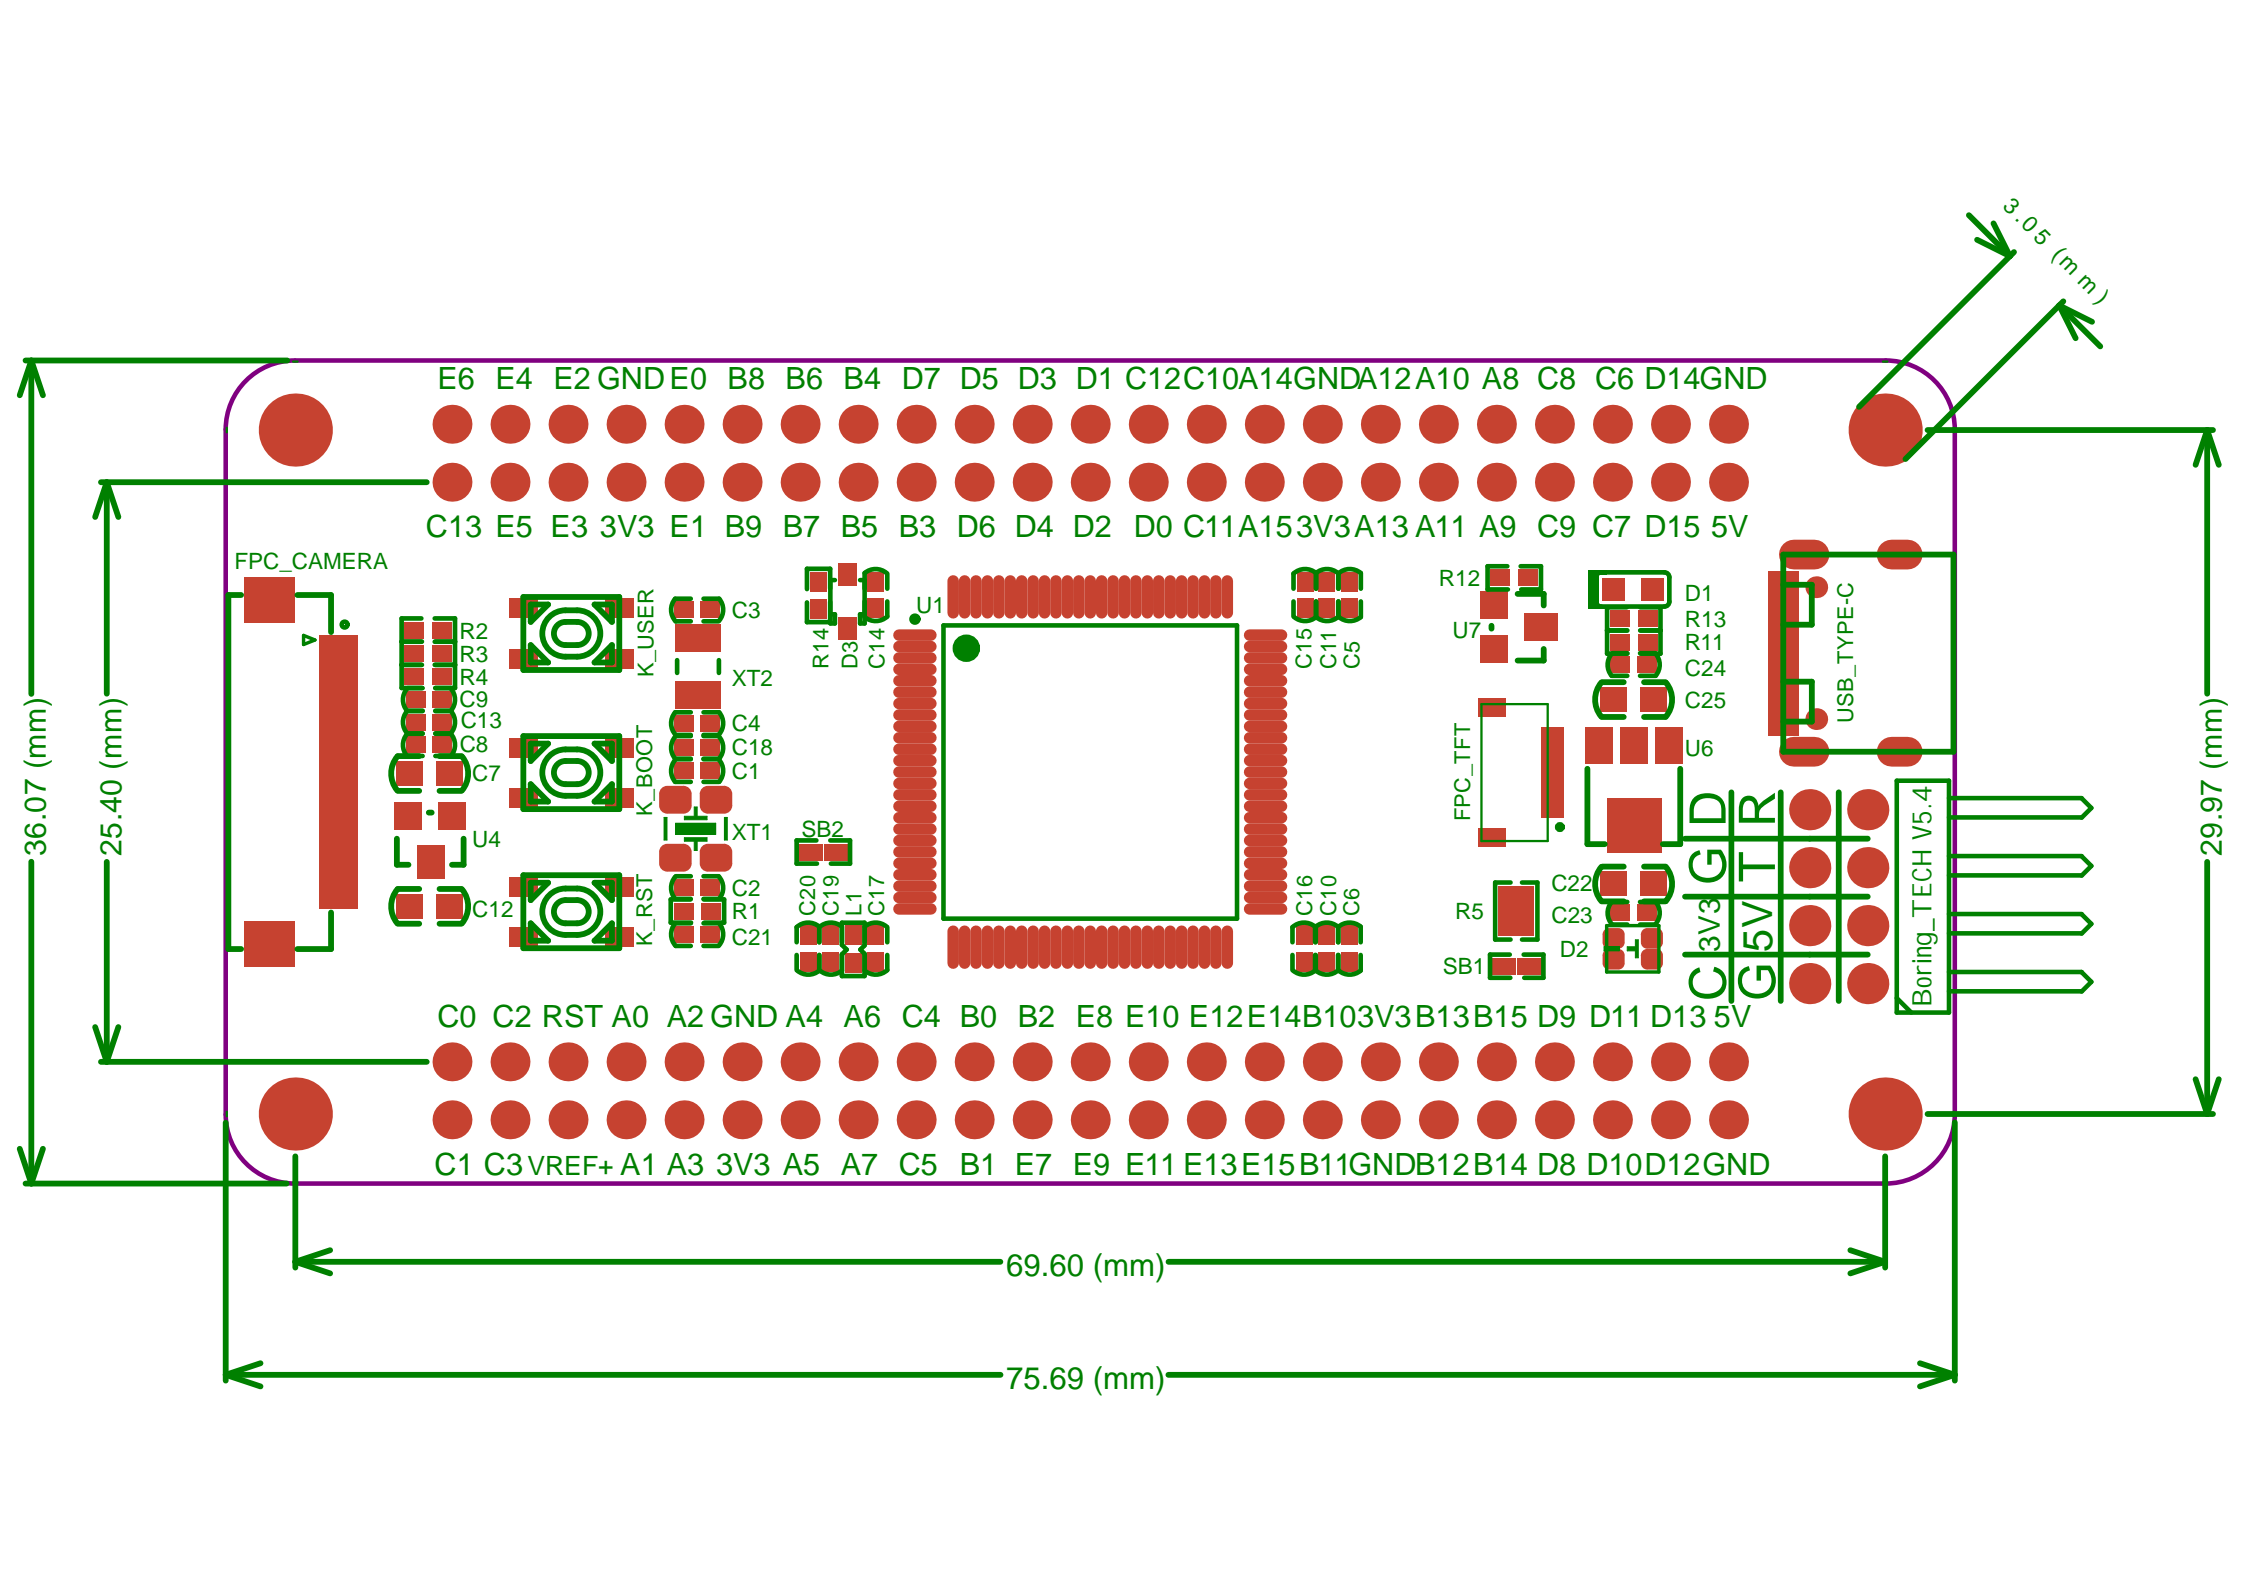 3.05 (mm)
E6 E4 E2 GND E0 B8 B6 B4 D7 D5 D3 D1 C12 C10 A14 GND A12 A10 A8 C8 C6 D14 GND
C13 E5 E3 3V3 E1 B9 B7 B5 B3 D6 D4 D2 D0 C11 A15 3V3 A13 A11 A9 C9 C7 D15 5V
36.07 (mm)
25.40 (mm)
29.97 (mm)
FPC_CAMERA
R2
R3
R4
C9
C13
C8
C7
U4
C12
K_USER
K_BOOT
K_RST
C3
XT2
C4
C18
C1
XT1
C2
R1
C21
R14
D3
C14
U1
SB2
C20
C19
L1
C17
C15
C11
C5
C16
C10
C6
R12
U7
FPC_TFT
R5
SB1
D1
R13
R11
C24
C25
U6
C22
C23
D2
USB_TYPE-C
D R
G T
3V3 5V
C G
Boring_TECH V5.4
C0 C2 RST A0 A2 GND A4 A6 C4 B0 B2 E8 E10 E12 E14 B10 3V3 B13 B15 D9 D11 D13 5V
C1 C3 VREF+ A1 A3 3V3 A5 A7 C5 B1 E7 E9 E11 E13 E15 B11 GND B12 B14 D8 D10 D12 GND
69.60 (mm)
75.69 (mm)